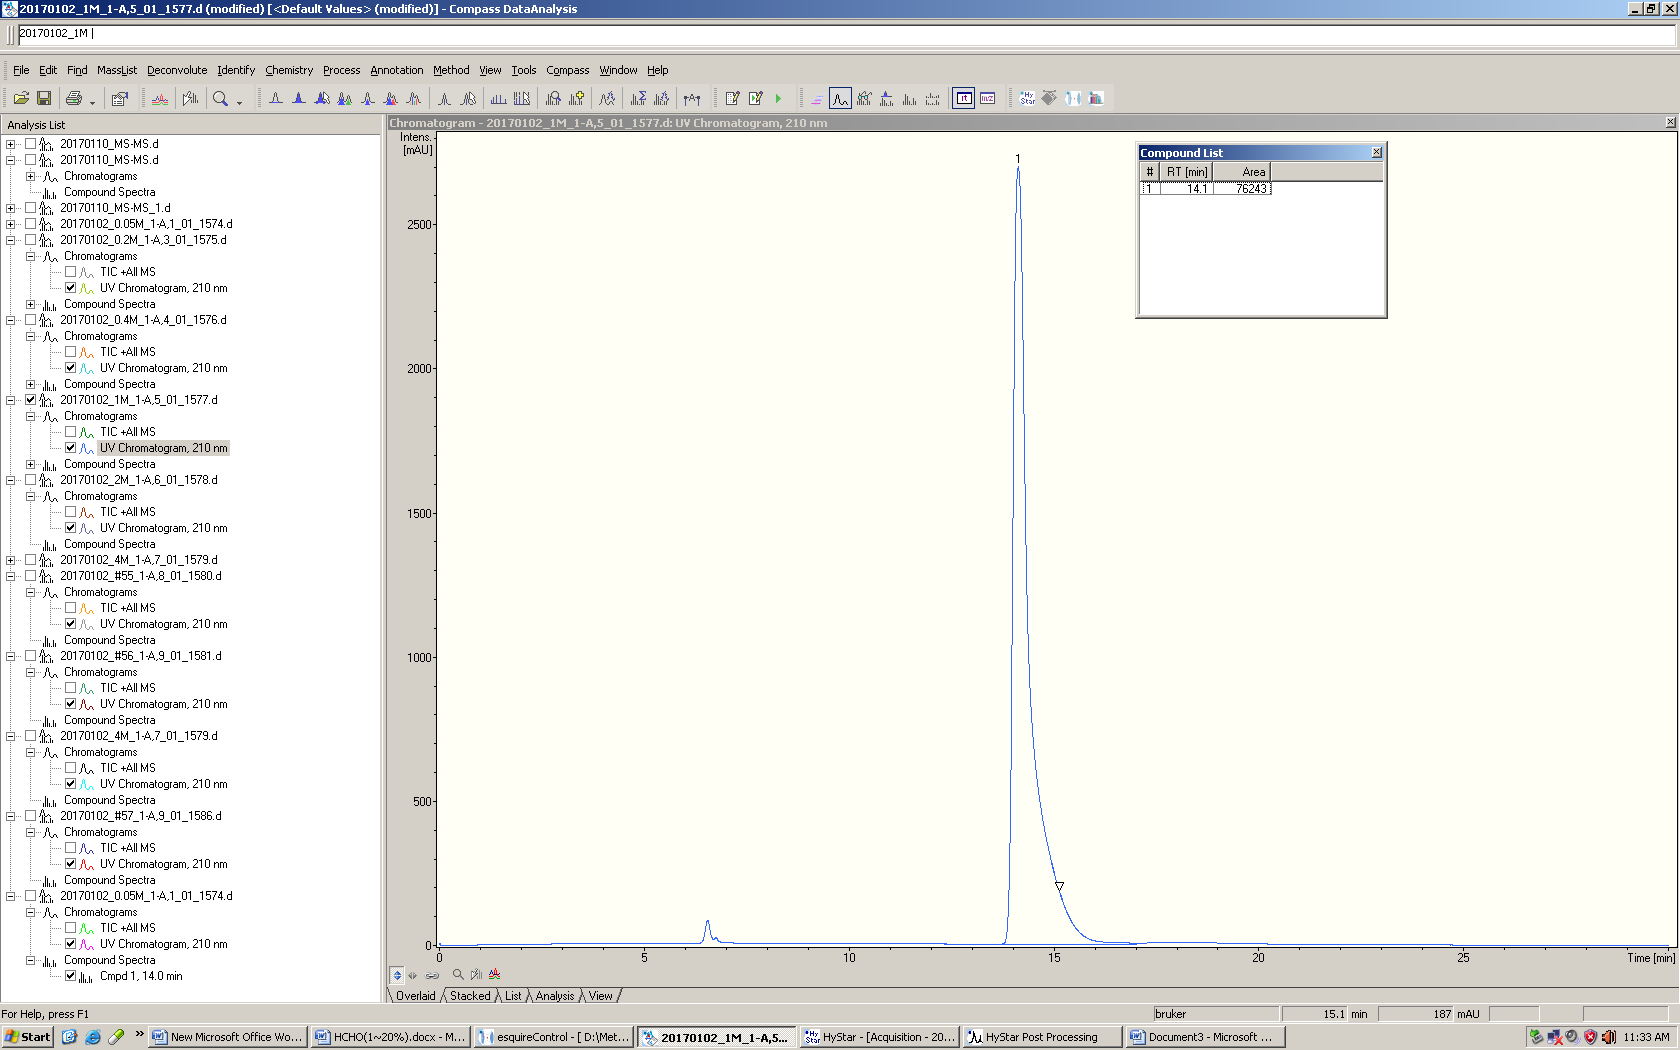 20170102_1M_1-A,5_01_1577.d (modified) [<Default Values> (modified)] - Compass DataAnalysis
20170102_1M
File Edit Find MassList Deconvolute Identify Chemistry Process Annotation Method View Tools Compass Window Help
Analysis List
20170110_MS-MS.d
20170110_MS-MS.d
Chromatograms
Compound Spectra
20170110_MS-MS_1.d
20170102_0.05M_1-A,1_01_1574.d
20170102_0.2M_1-A,3_01_1575.d
Chromatograms
TIC +All MS
UV Chromatogram, 210 nm
Compound Spectra
20170102_0.4M_1-A,4_01_1576.d
Chromatograms
TIC +All MS
UV Chromatogram, 210 nm
Compound Spectra
20170102_1M_1-A,5_01_1577.d
Chromatograms
TIC +All MS
UV Chromatogram, 210 nm
Compound Spectra
20170102_2M_1-A,6_01_1578.d
Chromatograms
TIC +All MS
UV Chromatogram, 210 nm
Compound Spectra
20170102_4M_1-A,7_01_1579.d
20170102_#55_1-A,8_01_1580.d
Chromatograms
TIC +All MS
UV Chromatogram, 210 nm
Compound Spectra
20170102_#56_1-A,9_01_1581.d
Chromatograms
TIC +All MS
UV Chromatogram, 210 nm
Compound Spectra
20170102_4M_1-A,7_01_1579.d
Chromatograms
TIC +All MS
UV Chromatogram, 210 nm
Compound Spectra
20170102_#57_1-A,9_01_1586.d
Chromatograms
TIC +All MS
UV Chromatogram, 210 nm
Compound Spectra
20170102_0.05M_1-A,1_01_1574.d
Chromatograms
TIC +All MS
UV Chromatogram, 210 nm
Compound Spectra
Cmpd 1, 14.0 min
Chromatogram - 20170102_1M_1-A,5_01_1577.d: UV Chromatogram, 210 nm
Intens.
[mAU]
2500
2000
1500
1000
500
0
1
0 5 10 15 20 25 Time [min]
Compound List
# RT [min] Area
1 14.1 76243
Overlaid Stacked List Analysis View
For Help, press F1
bruker 15.1 min 187 mAU
Start New Microsoft Office Wo... HCHO(1~20%).docx - M... esquireControl - [ D:\Met... 20170102_1M_1-A,5... HyStar - [Acquisition - 20... HyStar Post Processing Document3 - Microsoft ... 11:33 AM